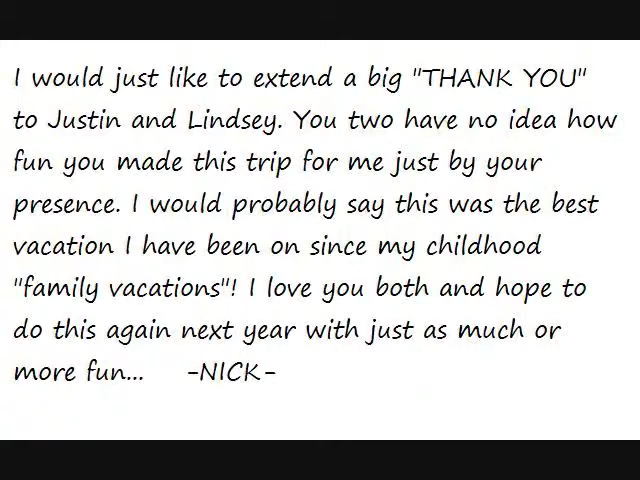 I would just like to extend a big "THANK YOU"
to Justin and Lindsey. You two have no idea how
fun you made this trip for me just by your
presence. I would probably say this was the best
vacation I have been on since my childhood
"family vacations"! I love you both and hope to
do this again next year with just as much or
more fun... -NICK-